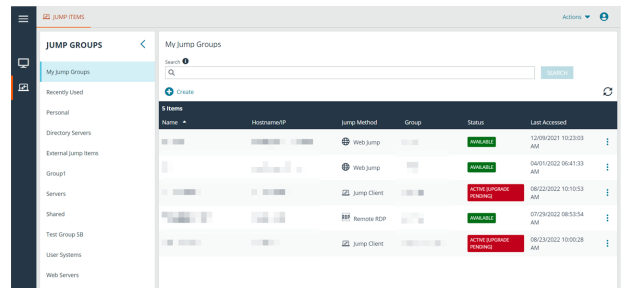 JUMP ITEMS
Actions
JUMP GROUPS
My Jump Groups
Recently Used
Personal
Directory Servers
External Jump Items
Group1
Servers
Shared
Test Group SB
User Systems
Web Servers
My Jump Groups
Search
SEARCH
Create
5 items
Name Hostname/IP Jump Method Group Status Last Accessed
Web Jump AVAILABLE 12/09/2021 10:23:03
AM
Web Jump AVAILABLE 04/01/2022 06:41:33
AM
Jump Client ACTIVE [UPGRADE 08/22/2022 10:10:53
PENDING] AM
RDP Remote RDP AVAILABLE 07/29/2022 08:53:54
AM
Jump Client ACTIVE [UPGRADE 08/23/2022 10:00:28
PENDING] AM